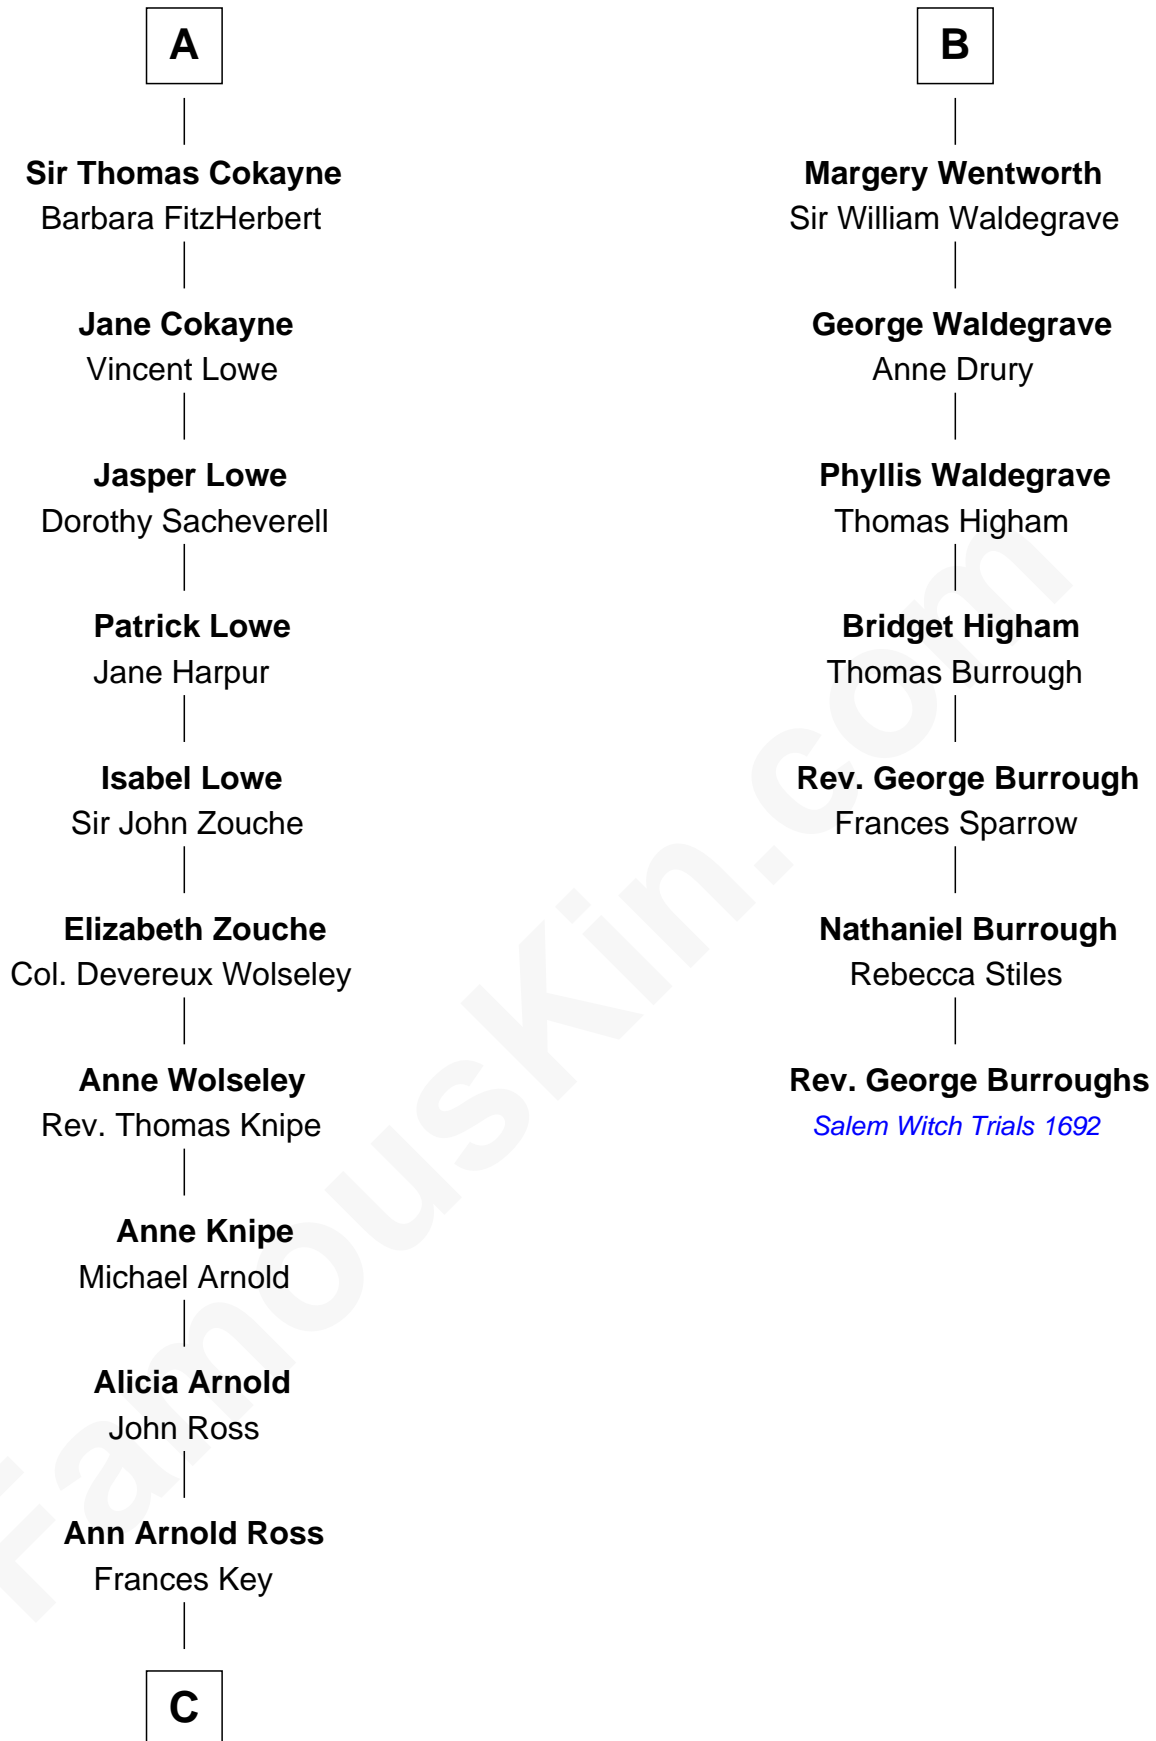 A
Sir Thomas Cokayne
Barbara FitzHerbert
Jane Cokayne
Vincent Lowe
Jasper Lowe
Dorothy Sacheverell
Patrick Lowe
Jane Harpur
Isabel Lowe
Sir John Zouche
Elizabeth Zouche
Col. Devereux Wolseley
Anne Wolseley
Rev. Thomas Knipe
Anne Knipe
Michael Arnold
Alicia Arnold
John Ross
Ann Arnold Ross
Frances Key
C
B
Margery Wentworth
Sir William Waldegrave
George Waldegrave
Anne Drury
Phyllis Waldegrave
Thomas Higham
Bridget Higham
Thomas Burrough
Rev. George Burrough
Frances Sparrow
Nathaniel Burrough
Rebecca Stiles
Rev. George Burroughs
Salem Witch Trials 1692
FamousKin.com